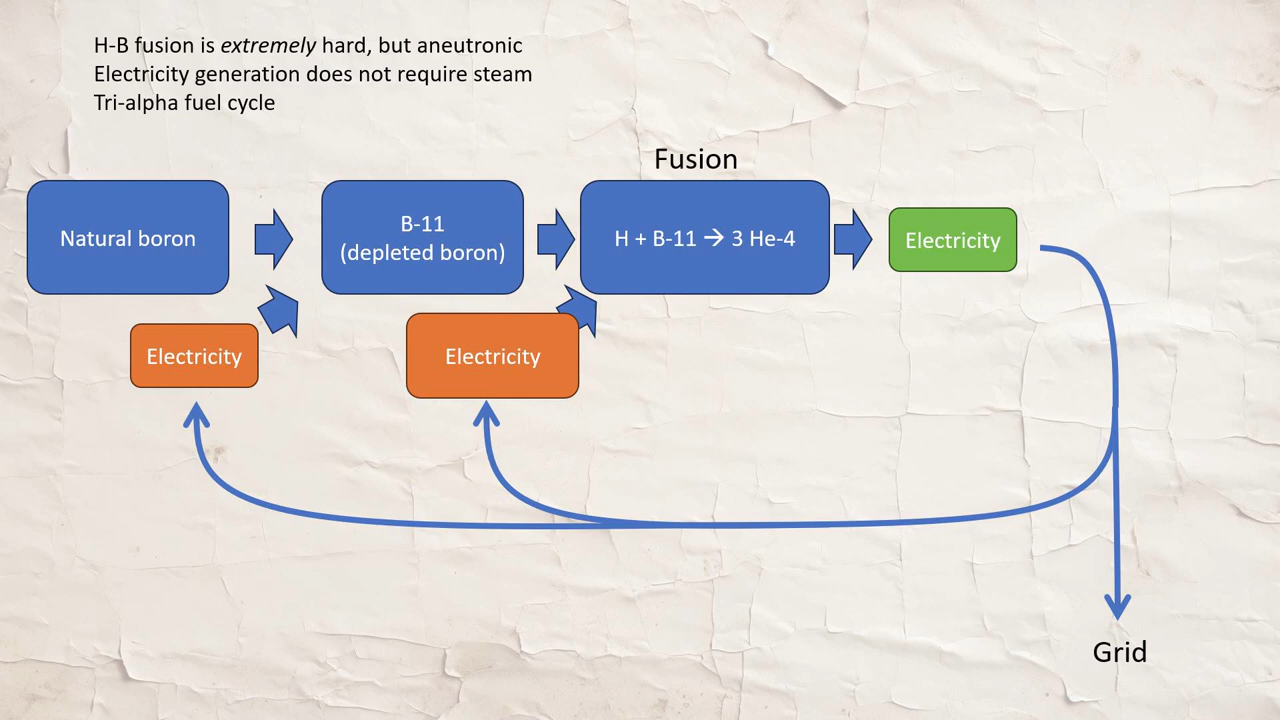 H-B fusion is extremely hard, but aneutronic
Electricity generation does not require steam
Tri-alpha fuel cycle
Fusion
Natural boron
B-11
(depleted boron)
H + B-11 → 3 He-4
Electricity
Electricity
Electricity
Grid